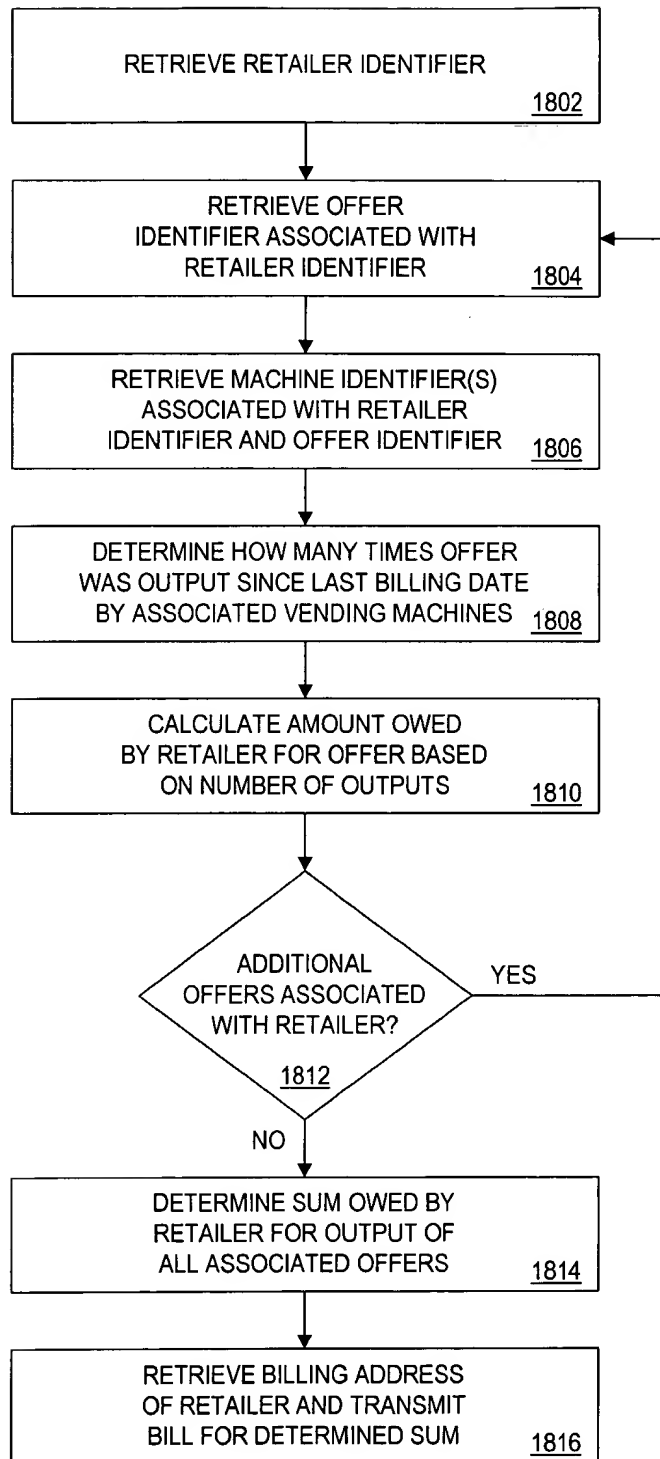 RETRIEVE RETAILER IDENTIFIER
1802
RETRIEVE OFFER
IDENTIFIER ASSOCIATED WITH
RETAILER IDENTIFIER
1804
RETRIEVE MACHINE IDENTIFIER(S)
ASSOCIATED WITH RETAILER
IDENTIFIER AND OFFER IDENTIFIER
1806
DETERMINE HOW MANY TIMES OFFER
WAS OUTPUT SINCE LAST BILLING DATE
BY ASSOCIATED VENDING MACHINES
1808
CALCULATE AMOUNT OWED
BY RETAILER FOR OFFER BASED
ON NUMBER OF OUTPUTS
1810
ADDITIONAL
OFFERS ASSOCIATED
WITH RETAILER?
1812
YES
NO
DETERMINE SUM OWED BY
RETAILER FOR OUTPUT OF
ALL ASSOCIATED OFFERS
1814
RETRIEVE BILLING ADDRESS
OF RETAILER AND TRANSMIT
BILL FOR DETERMINED SUM
1816